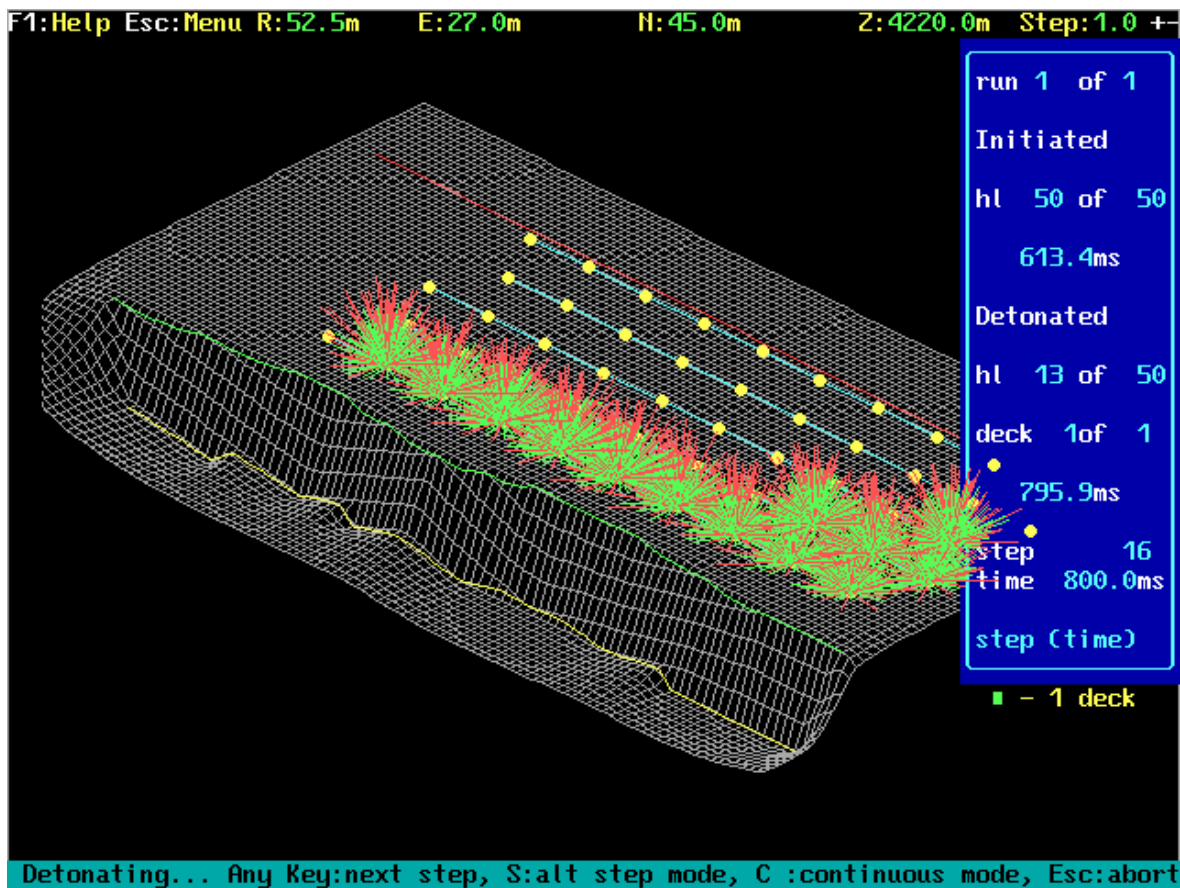 F1:Help Esc:Menu R:52.5m E:27.0m N:45.0m Z:4220.0m Step:1.0 +-
run 1 of 1
Initiated
hl 50 of 50
613.4ms
Detonated
hl 13 of 50
deck 1of 1
795.9ms
step 16
time 800.0ms
step (time)
- 1 deck
Detonating... Any Key:next step, S:alt step mode, C :continuous mode, Esc:abort